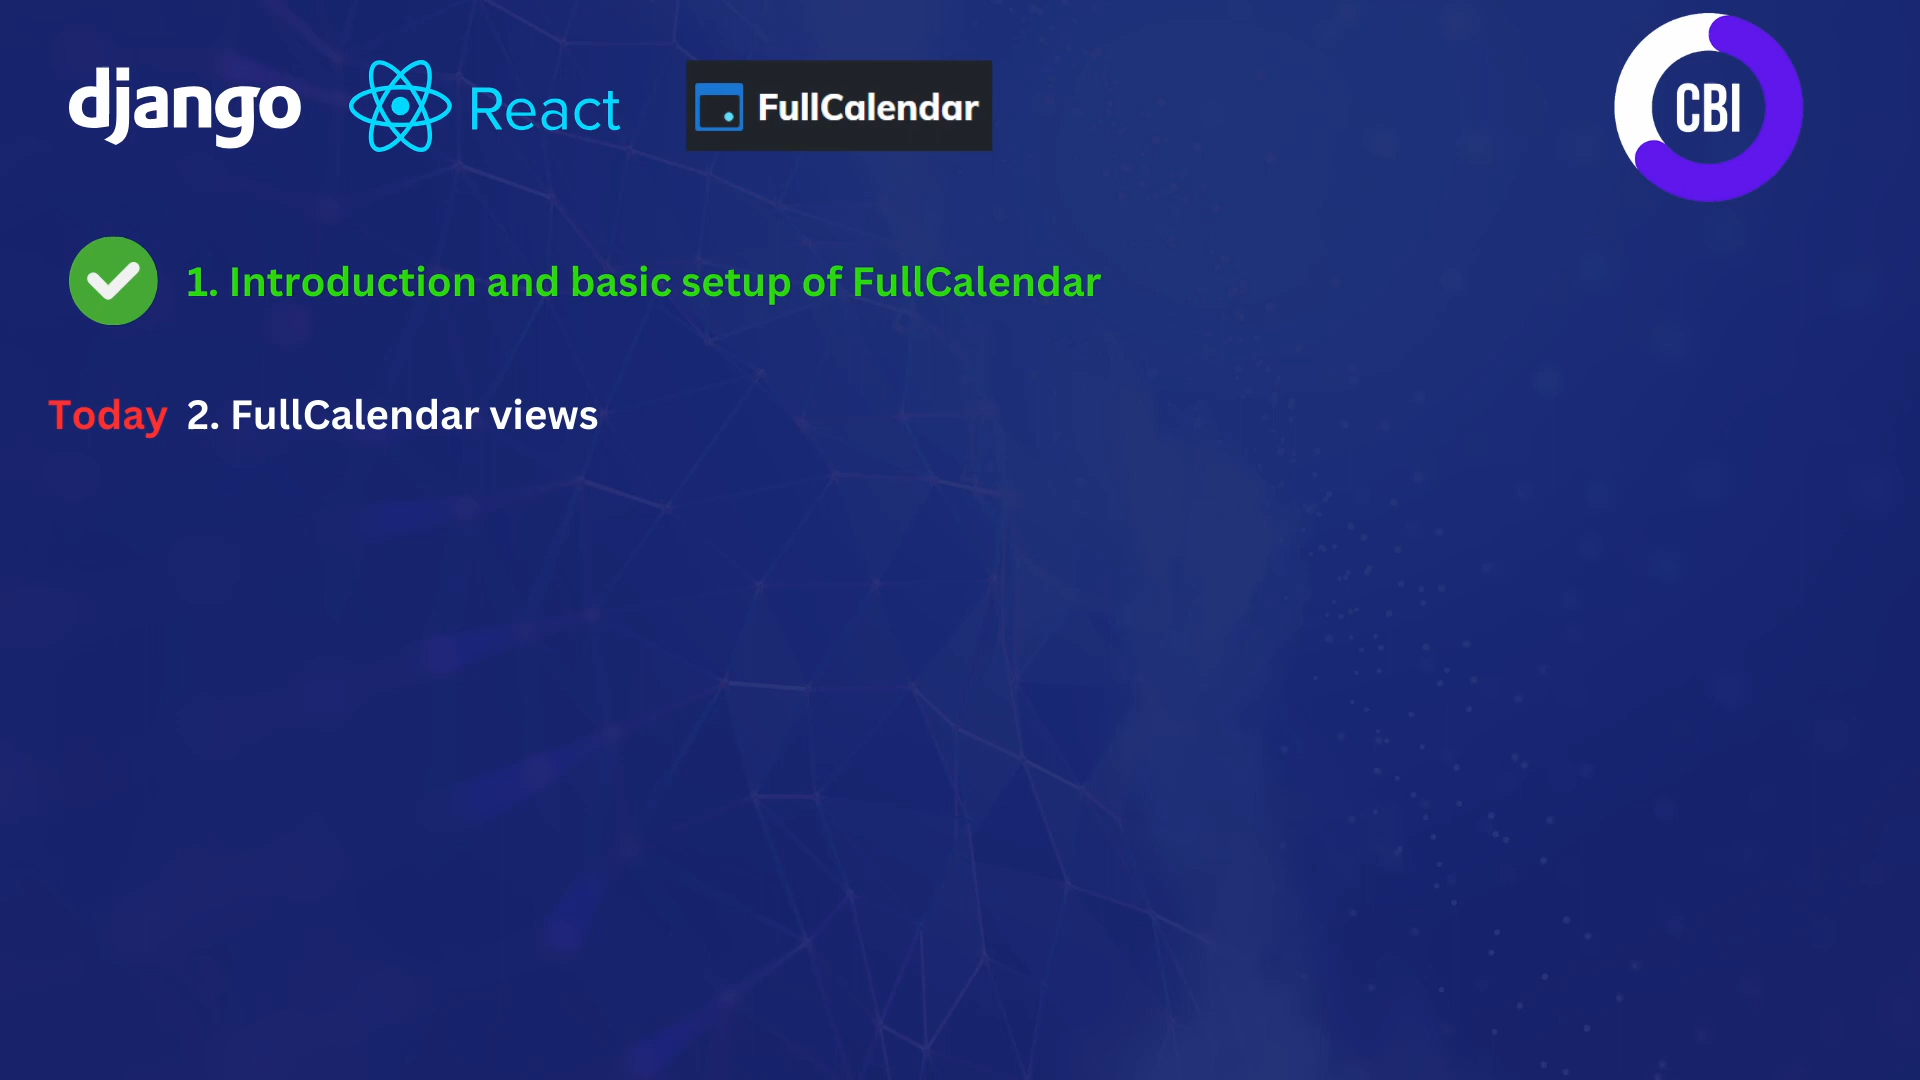 django React FullCalendar CBI
1. Introduction and basic setup of FullCalendar
Today 2. FullCalendar views